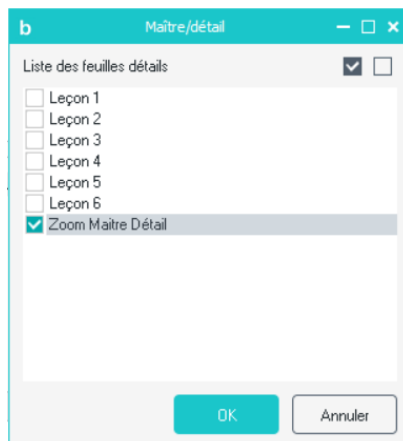 b Maître/détail
Liste des feuilles détails
Leçon 1
Leçon 2
Leçon 3
Leçon 4
Leçon 5
Leçon 6
Zoom Maitre Détail
OK Annuler